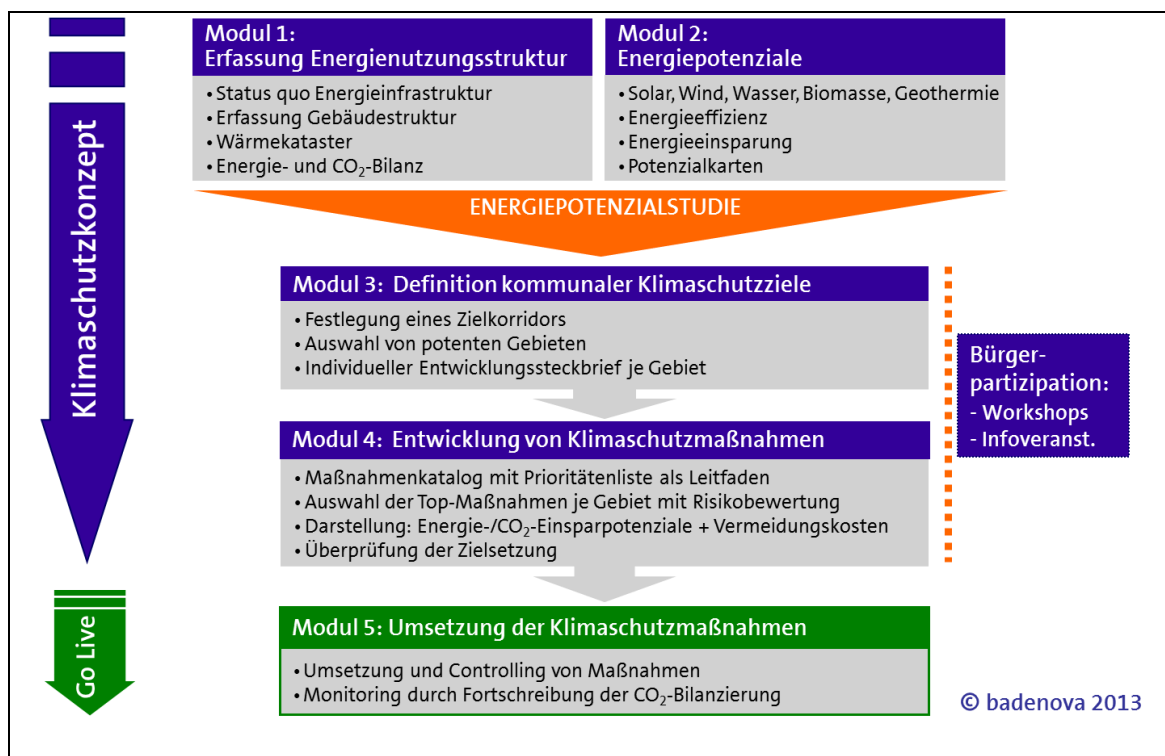 Klimaschutzkonzept
Modul 1:
Erfassung Energienutzungsstruktur
• Status quo Energieinfrastruktur
• Erfassung Gebäudestruktur
• Wärmekataster
• Energie- und CO₂-Bilanz
Modul 2:
Energiepotenziale
• Solar, Wind, Wasser, Biomasse, Geothermie
• Energieeffizienz
• Energieeinsparung
• Potenzialkarten
ENERGIEPOTENZIALSTUDIE
Modul 3: Definition kommunaler Klimaschutzziele
• Festlegung eines Zielkorridors
• Auswahl von potenten Gebieten
• Individueller Entwicklungssteckbrief je Gebiet
Bürger-
partizipation:
- Workshops
- Infoveranst.
Modul 4: Entwicklung von Klimaschutzmaßnahmen
• Maßnahmenkatalog mit Prioritätenliste als Leitfaden
• Auswahl der Top-Maßnahmen je Gebiet mit Risikobewertung
• Darstellung: Energie-/CO₂-Einsparpotenziale + Vermeidungskosten
• Überprüfung der Zielsetzung
Go Live
Modul 5: Umsetzung der Klimaschutzmaßnahmen
• Umsetzung und Controlling von Maßnahmen
• Monitoring durch Fortschreibung der CO₂-Bilanzierung
© badenova 2013